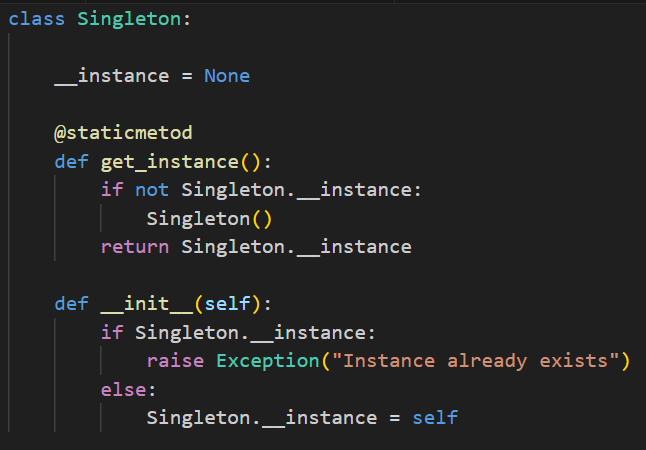 class Singleton:
    __instance = None
    @staticmetod
    def get_instance():
        if not Singleton.__instance:
            Singleton()
        return Singleton.__instance
    def __init__(self):
        if Singleton.__instance:
            raise Exception("Instance already exists")
        else:
            Singleton.__instance = self